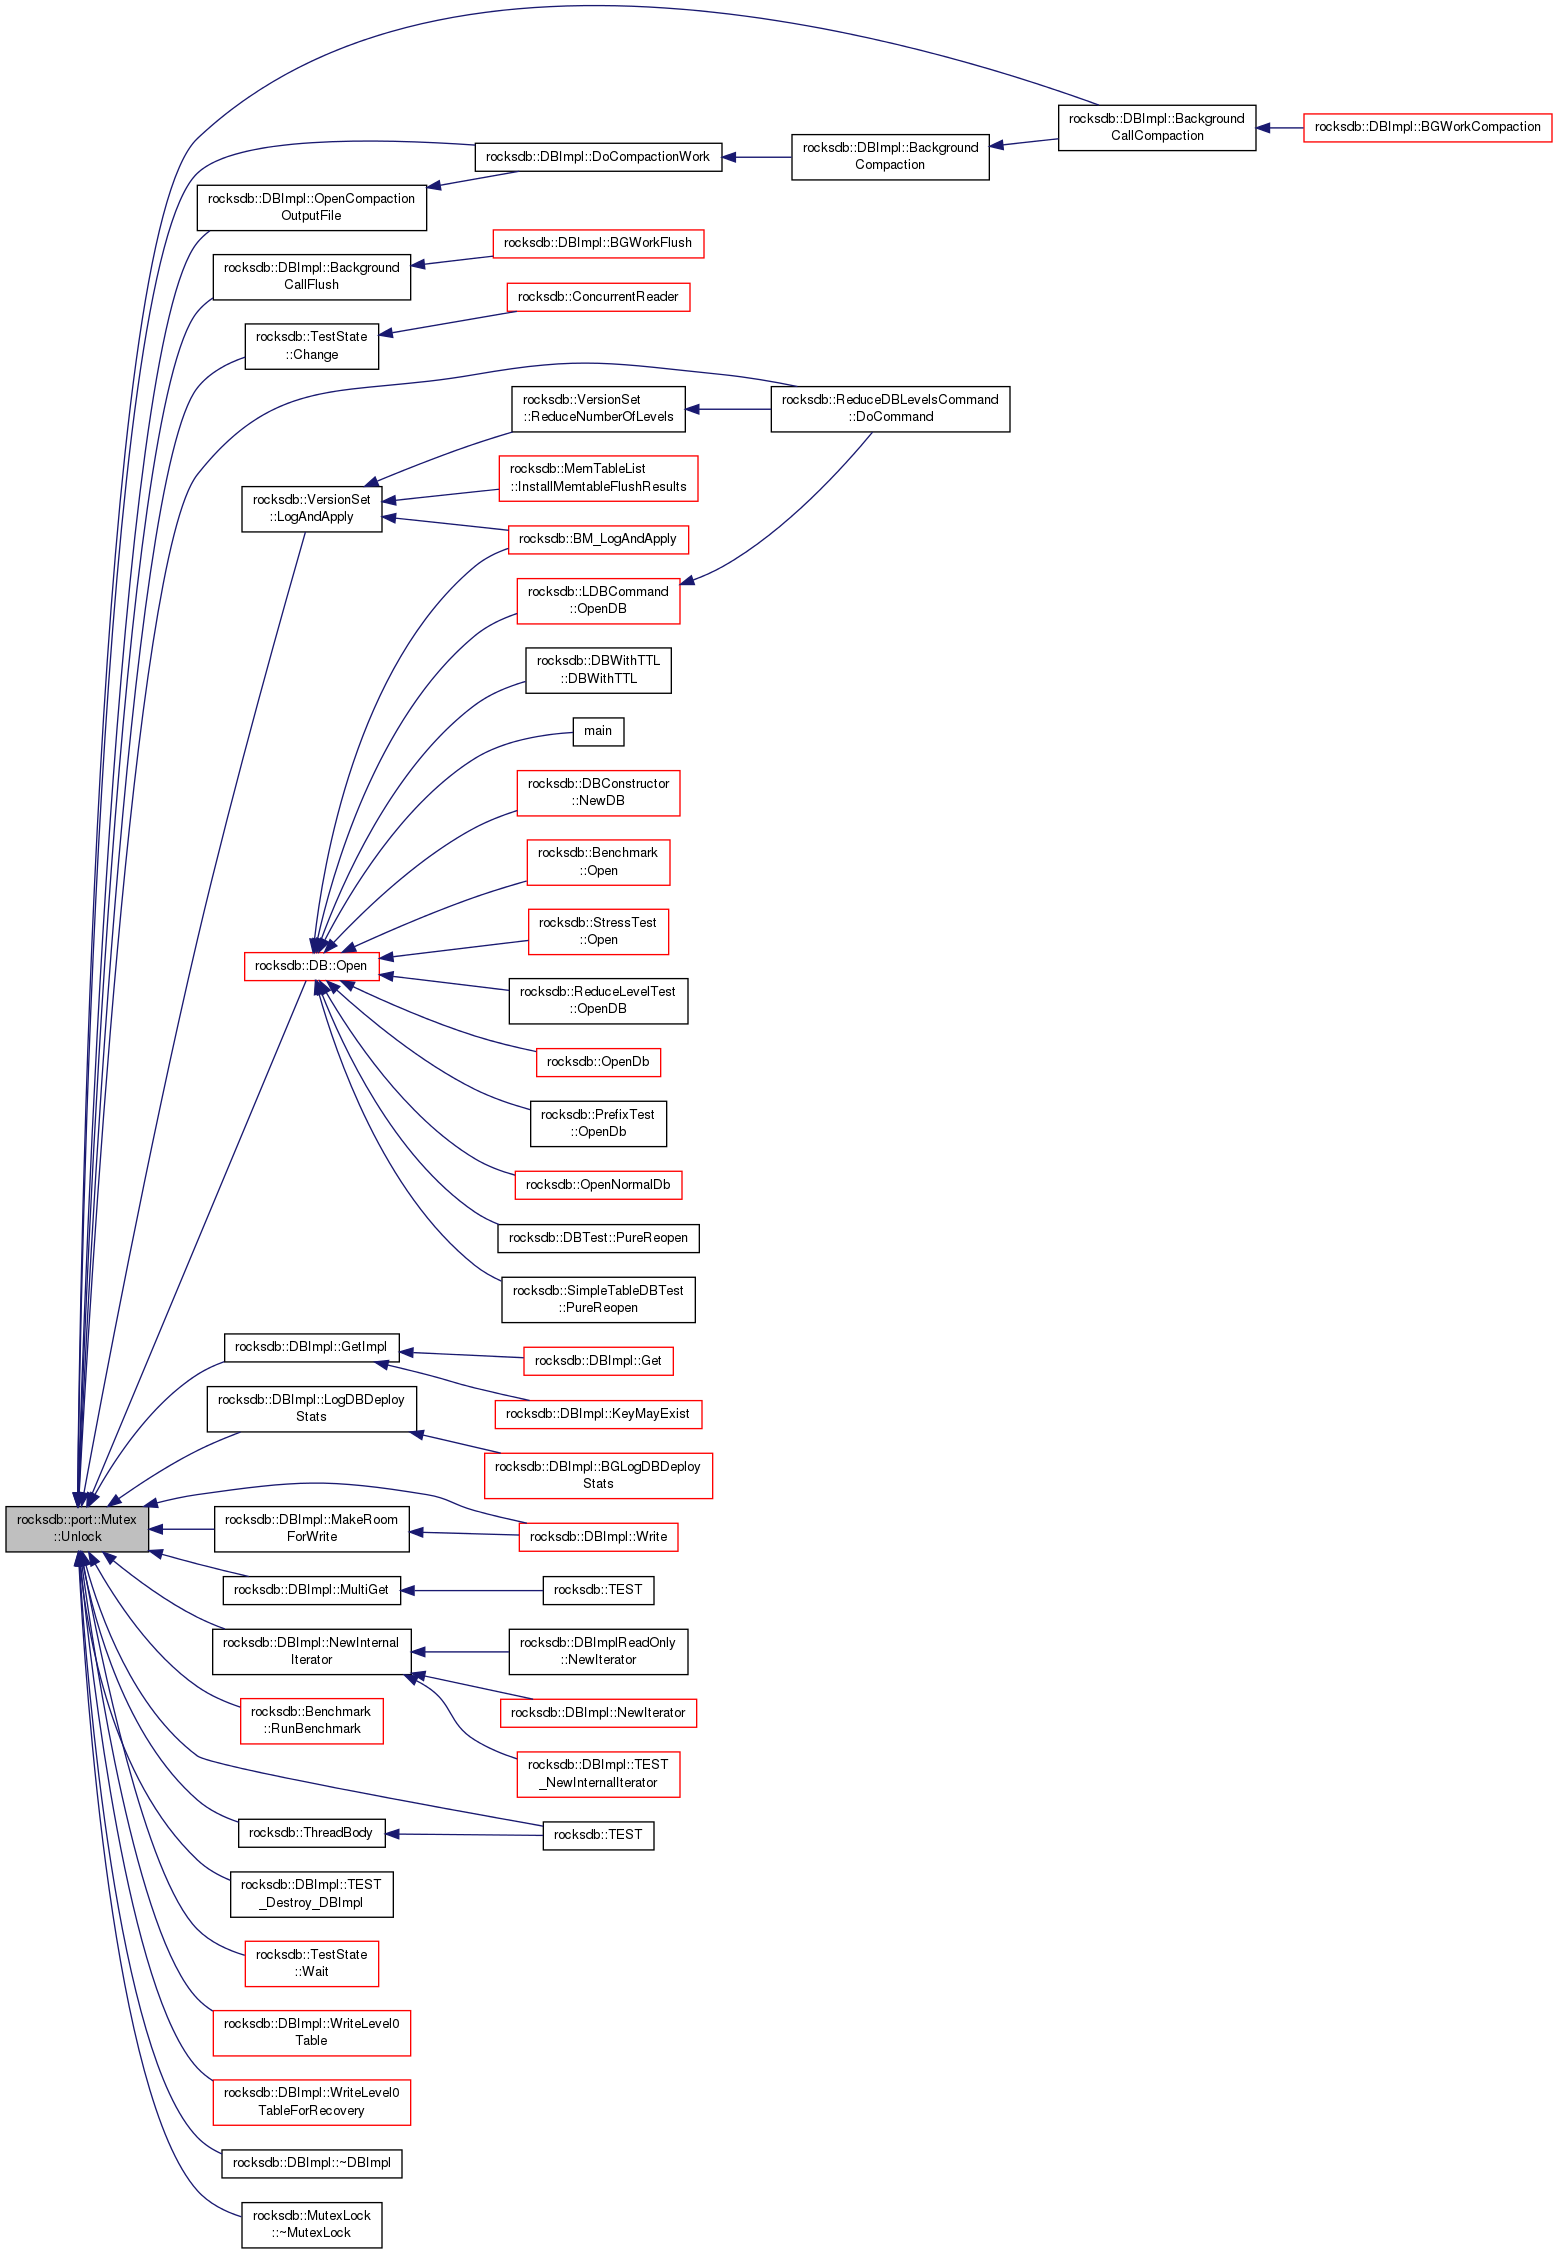 rocksdb::DBImpl::Background
CallCompaction
rocksdb::DBImpl::BGWorkCompaction
rocksdb::DBImpl::DoCompactionWork
rocksdb::DBImpl::Background
Compaction
rocksdb::DBImpl::OpenCompaction
OutputFile
rocksdb::DBImpl::BGWorkFlush
rocksdb::DBImpl::Background
CallFlush
rocksdb::ConcurrentReader
rocksdb::TestState
::Change
rocksdb::VersionSet
::ReduceNumberOfLevels
rocksdb::ReduceDBLevelsCommand
::DoCommand
rocksdb::MemTableList
::InstallMemtableFlushResults
rocksdb::VersionSet
::LogAndApply
rocksdb::BM_LogAndApply
rocksdb::LDBCommand
::OpenDB
rocksdb::DBWithTTL
::DBWithTTL
main
rocksdb::DBConstructor
::NewDB
rocksdb::Benchmark
::Open
rocksdb::StressTest
::Open
rocksdb::DB::Open
rocksdb::ReduceLevelTest
::OpenDB
rocksdb::OpenDb
rocksdb::PrefixTest
::OpenDb
rocksdb::OpenNormalDb
rocksdb::DBTest::PureReopen
rocksdb::SimpleTableDBTest
::PureReopen
rocksdb::DBImpl::GetImpl
rocksdb::DBImpl::Get
rocksdb::DBImpl::LogDBDeploy
Stats
rocksdb::DBImpl::KeyMayExist
rocksdb::DBImpl::BGLogDBDeploy
Stats
rocksdb::port::Mutex
::Unlock
rocksdb::DBImpl::MakeRoom
ForWrite
rocksdb::DBImpl::Write
rocksdb::DBImpl::MultiGet
rocksdb::TEST
rocksdb::DBImpl::NewInternal
Iterator
rocksdb::DBImplReadOnly
::NewIterator
rocksdb::Benchmark
::RunBenchmark
rocksdb::DBImpl::NewIterator
rocksdb::DBImpl::TEST
_NewInternalIterator
rocksdb::ThreadBody
rocksdb::TEST
rocksdb::DBImpl::TEST
_Destroy_DBImpl
rocksdb::TestState
::Wait
rocksdb::DBImpl::WriteLevel0
Table
rocksdb::DBImpl::WriteLevel0
TableForRecovery
rocksdb::DBImpl::~DBImpl
rocksdb::MutexLock
::~MutexLock